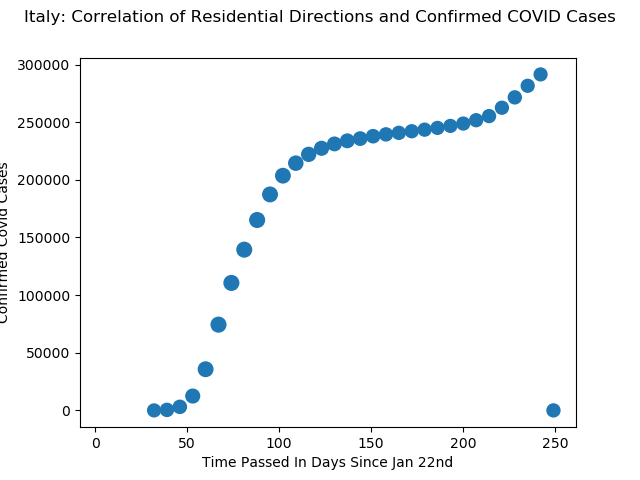 Italy: Correlation of Residential Directions and Confirmed COVID Cases
300000
250000
200000
150000
100000
50000
0
Confirmed Covid Cases
0 50 100 150 200 250
Time Passed In Days Since Jan 22nd